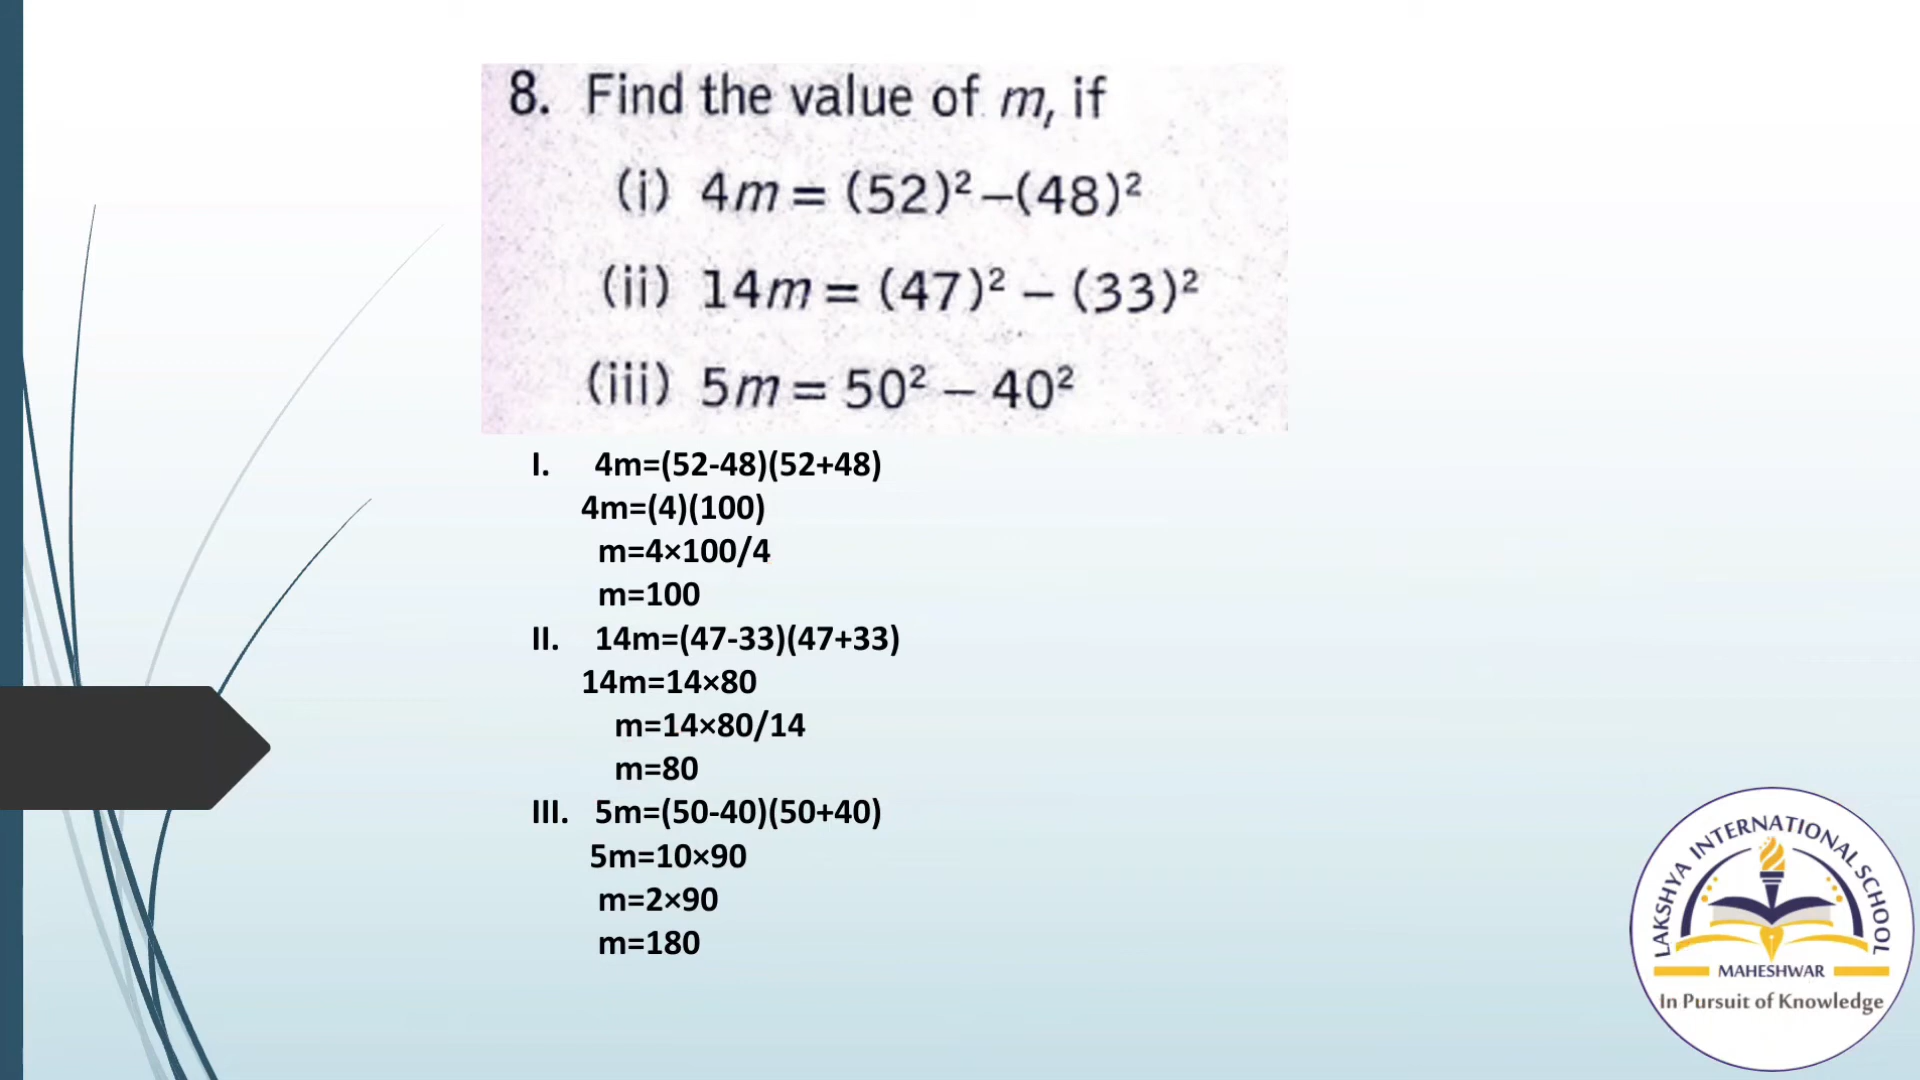 8. Find the value of m, if
(i) 4m = (52)² –(48)²
(ii) 14m = (47)² – (33)²
(iii) 5m = 50² – 40²
I. 4m=(52-48)(52+48)
4m=(4)(100)
m=4×100/4
m=100
II. 14m=(47-33)(47+33)
14m=14×80
m=14×80/14
m=80
III. 5m=(50-40)(50+40)
5m=10×90
m=2×90
m=180
LAKSHYA INTERNATIONAL SCHOOL
MAHESHWAR
In Pursuit of Knowledge